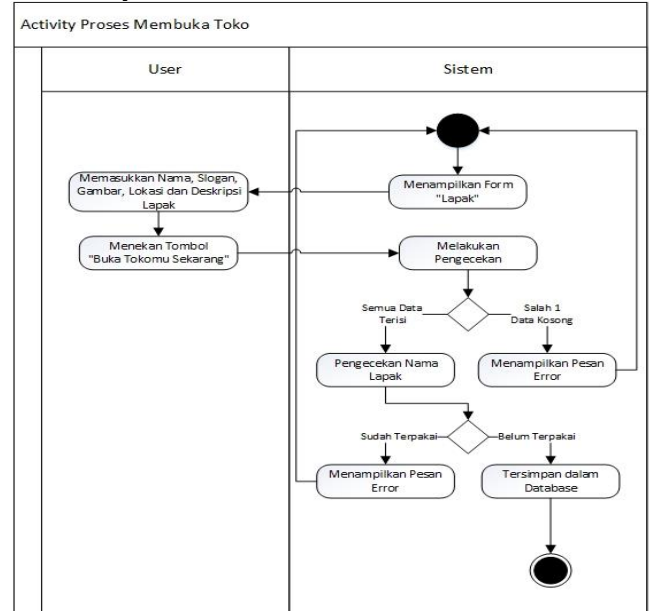 Activity Proses Membuka Toko
User
Sistem
Menampilkan Form
"Lapak"
Memasukkan Nama, Slogan,
Gambar, Lokasi dan Deskripsi
Lapak
Menekan Tombol
"Buka Tokomu Sekarang"
Melakukan
Pengecekan
Semua Data
Terisi
Salah 1
Data Kosong
Pengecekan Nama
Lapak
Menampilkan Pesan
Error
Sudah Terpakai
Belum Terpakai
Menampilkan Pesan
Error
Tersimpan dalam
Database